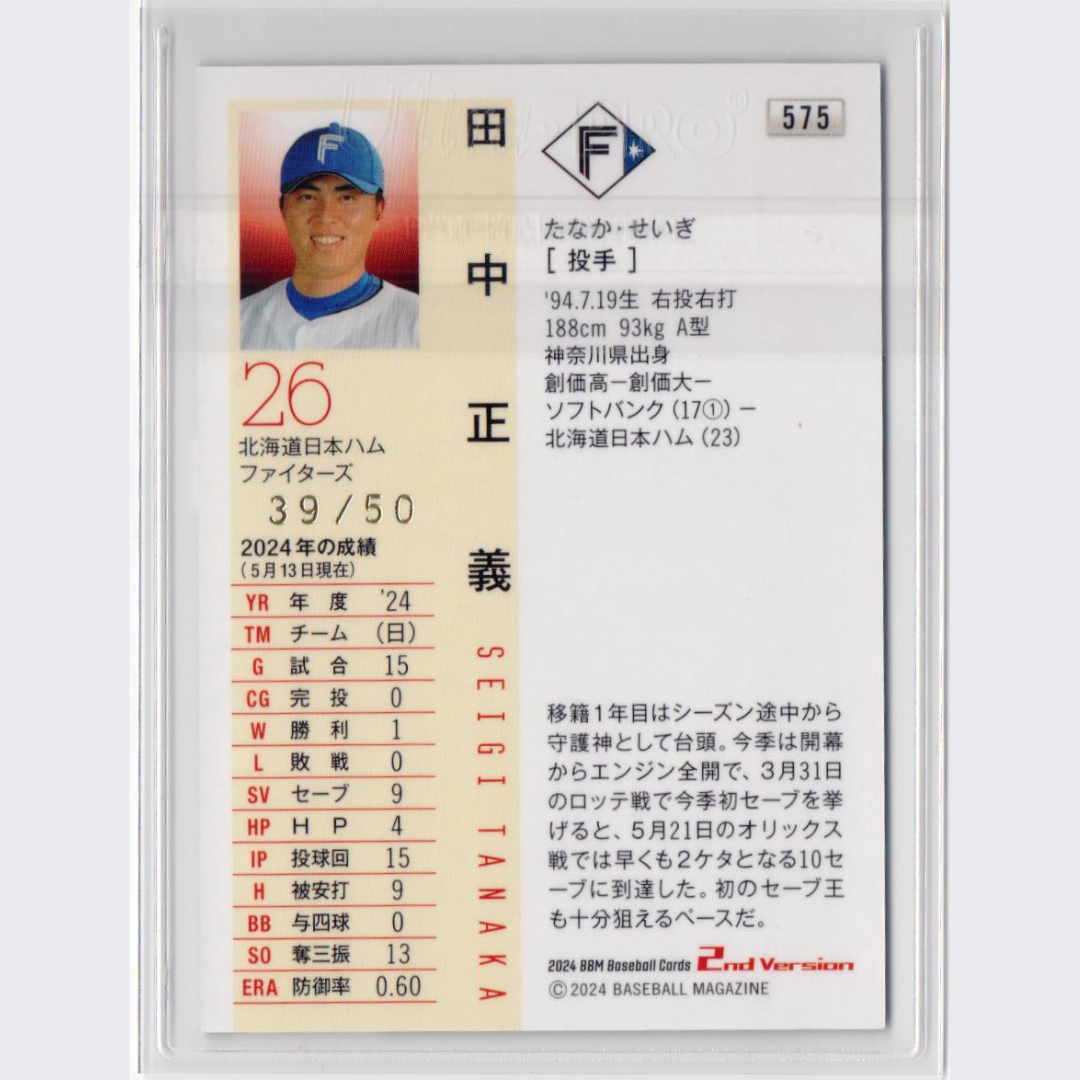 575
田中正義
SEIGI TANAKA
F
たなか・せいぎ
[ 投手 ]
'94.7.19生 右投右打
188cm 93kg A型
神奈川県出身
創価高ー創価大ー
ソフトバンク (17①) ー
北海道日本ハム (23)
26
北海道日本ハム
ファイターズ
39/50
2024年の成績
(5月13日現在)
YR 年度 '24
TM チーム (日)
G 試合 15
CG 完投 0
W 勝利 1
L 敗戦 0
SV セーブ 9
HP HP 4
IP 投球回 15
H 被安打 9
BB 与四球 0
SO 奪三振 13
ERA 防御率 0.60
移籍1年目はシーズン途中から
守護神として台頭。今季は開幕
からエンジン全開で、3月31日
のロッテ戦で今季初セーブを挙
げると、5月21日のオリックス
戦では早くも2ケタとなる10セ
ーブに到達した。初のセーブ王
も十分狙えるペースだ。
2024 BBM Baseball Cards 2nd Version
©2024 BASEBALL MAGAZINE